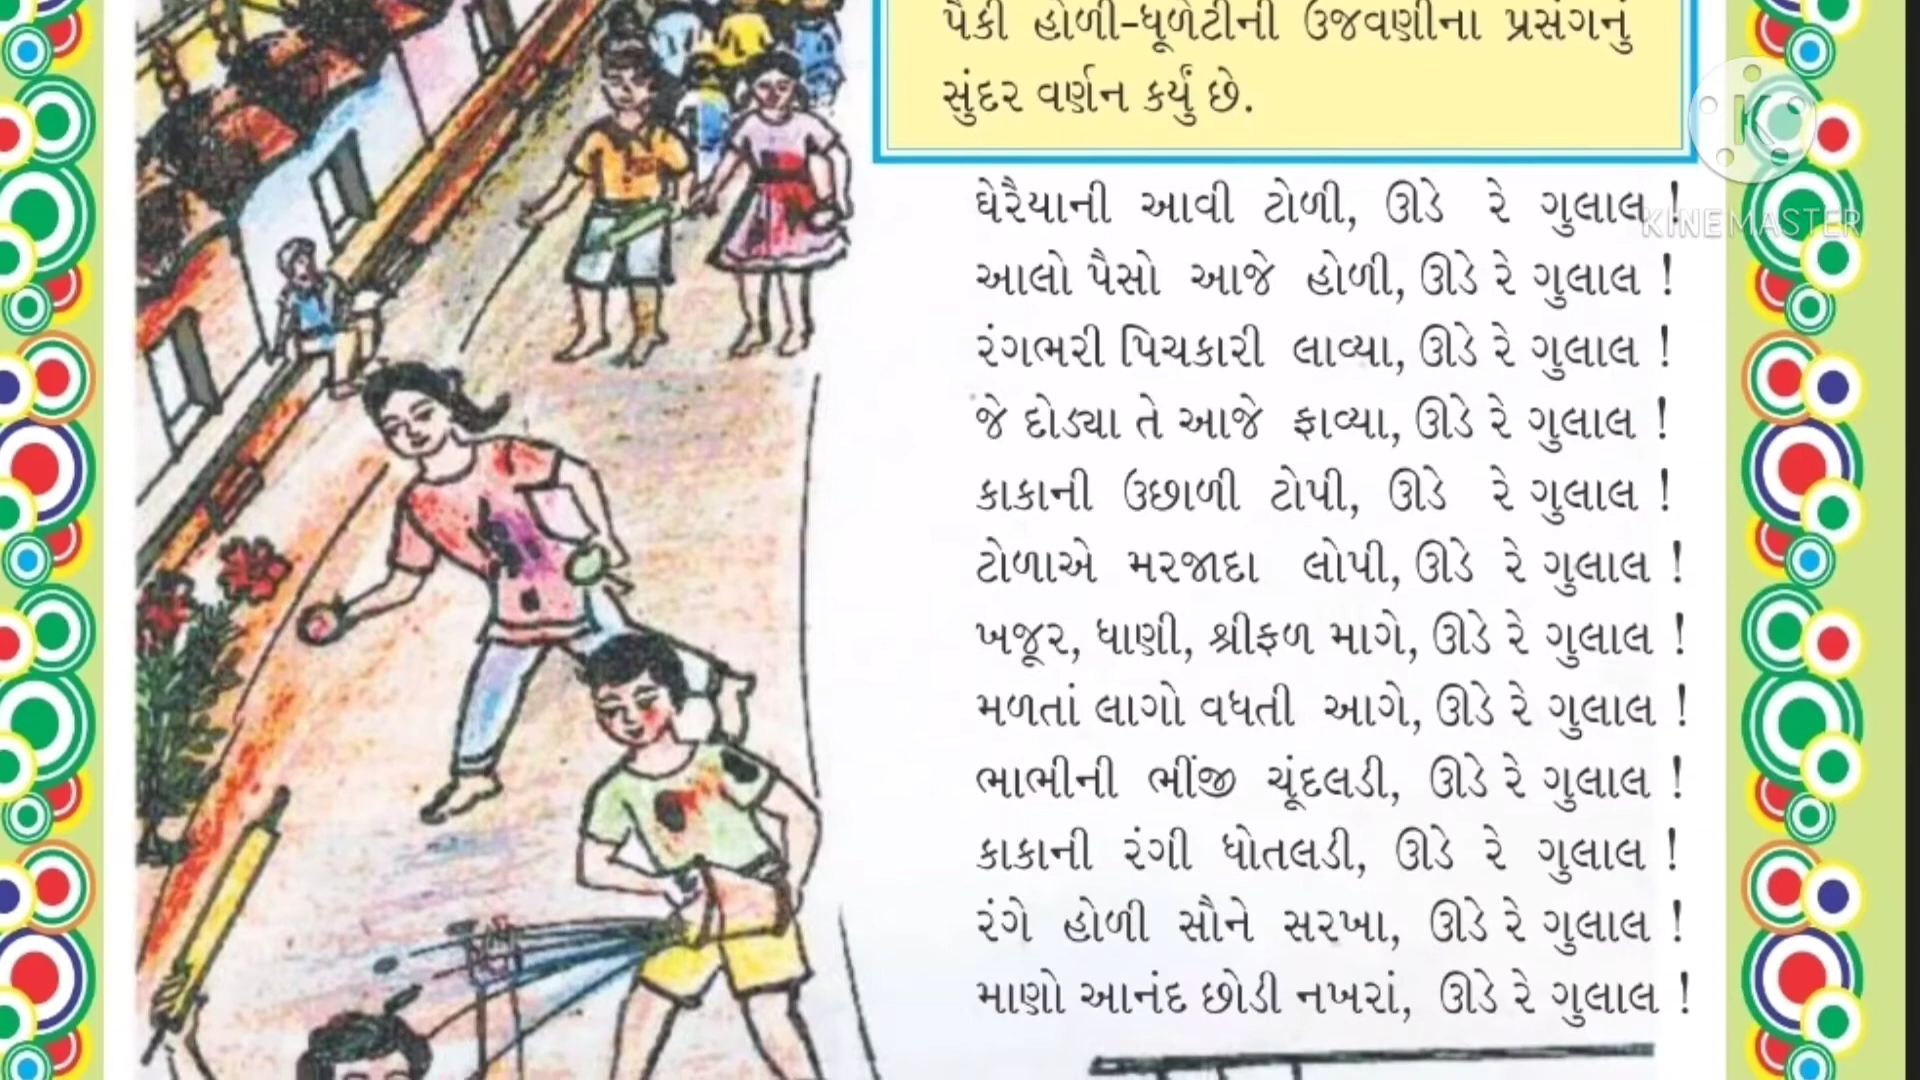 પૈકી હોળી-ધૂળેટીની ઉજવણીના પ્રસંગનું
સુંદર વર્ણન કર્યું છે.
K
KINEMASTER
ઘેરૈયાની આવી ટોળી, ઊડે રે ગુલાલ !
આલો પૈસો આજે હોળી, ઊડે રે ગુલાલ !
રંગભરી પિચકારી લાવ્યા, ઊડે રે ગુલાલ !
જે દોડ્યા તે આજે ફાવ્યા, ઊડે રે ગુલાલ !
કાકાની ઉછાળી ટોપી, ઊડે રે ગુલાલ !
ટોળાએ મરજાદા લોપી, ઊડે રે ગુલાલ !
ખજૂર, ધાણી, શ્રીફળ માગે, ઊડે રે ગુલાલ !
મળતાં લાગો વધતી આગે, ઊડે રે ગુલાલ !
ભાભીની ભીંજી ચૂંદલડી, ઊડે રે ગુલાલ !
કાકાની રંગી ધોતલડી, ઊડે રે ગુલાલ !
રંગે હોળી સૌને સરખા, ઊડે રે ગુલાલ !
માણો આનંદ છોડી નખરાં, ઊડે રે ગુલાલ !